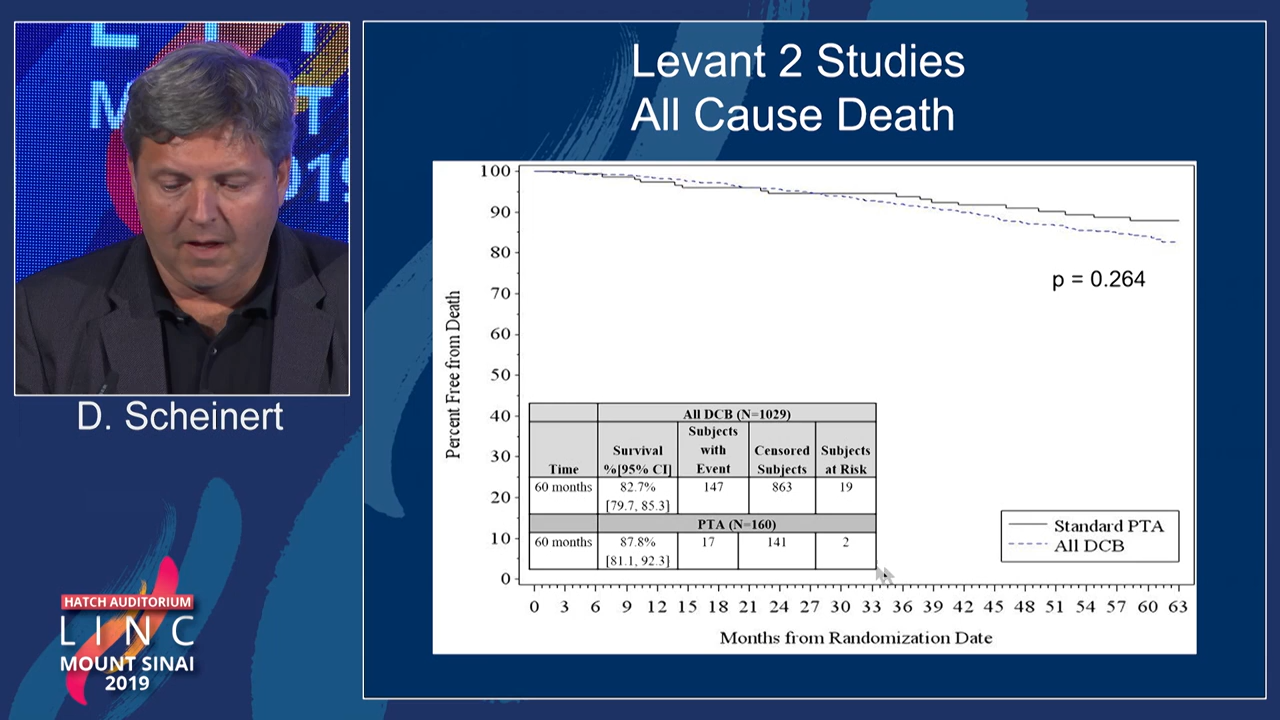 L I
M T
019
D. Scheinert
HATCH AUDITORIUM
L I N C
MOUNT SINAI
2019
Levant 2 Studies
All Cause Death
Percent Free from Death
100
90
80
70
60
50
40
30
20
10
0
p = 0.264
All DCB (N=1029)
Time Survival %[95% CI] Subjects with Event Censored Subjects Subjects at Risk
60 months 82.7% [79.7, 85.3] 147 863 19
PTA (N=160)
60 months 87.8% [81.1, 92.3] 17 141 2
Standard PTA
All DCB
0 3 6 9 12 15 18 21 24 27 30 33 36 39 42 45 48 51 54 57 60 63
Months from Randomization Date